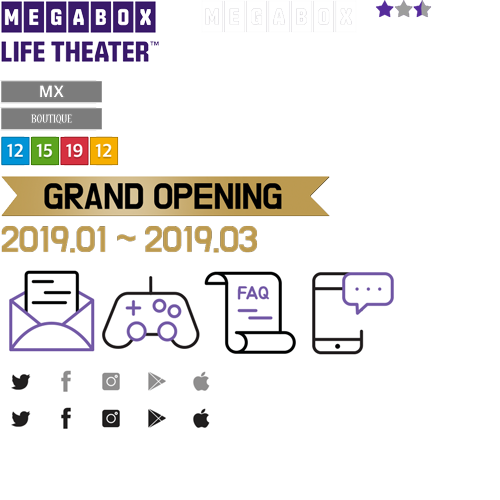 MEGABOX MEGABOX
LIFE THEATER™
MX
BOUTIQUE
12 15 19 12
GRAND OPENING
2019.01 ~ 2019.03
FAQ